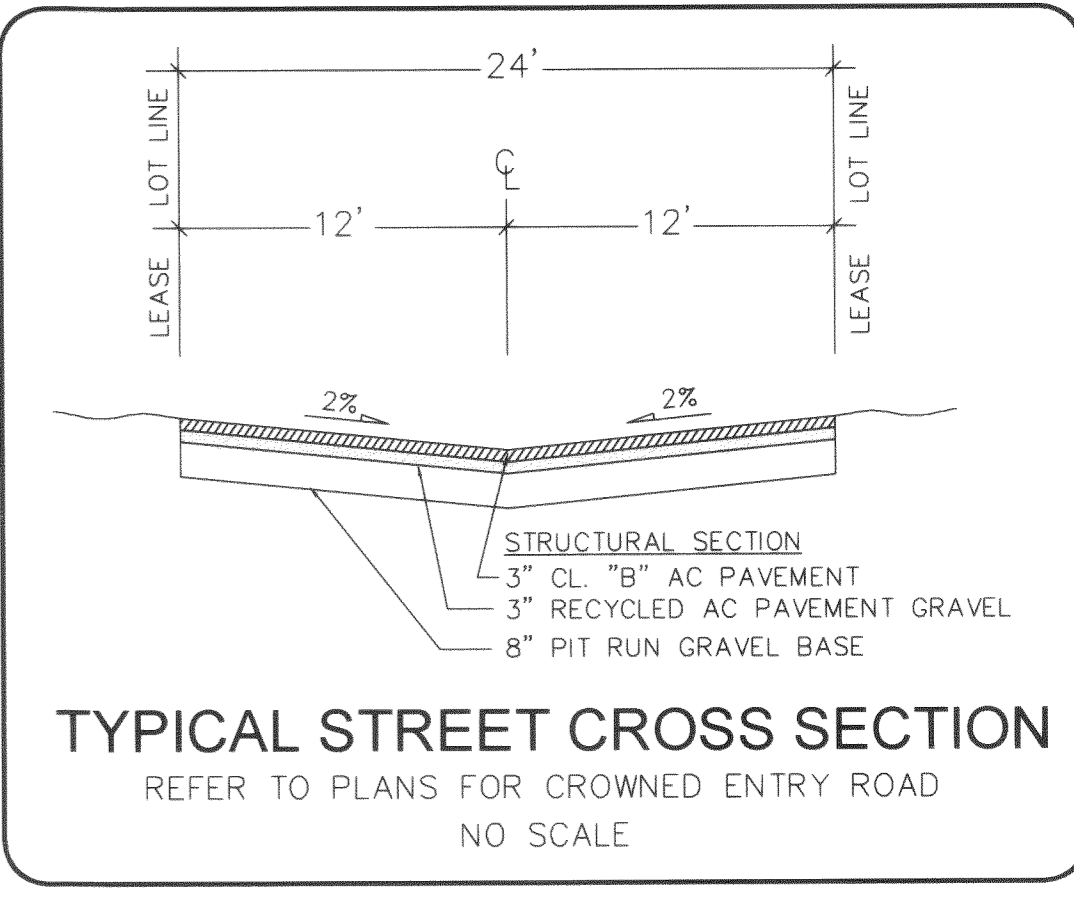 24'
LEASE LOT LINE
℄
LEASE LOT LINE
12'
12'
2%
2%
STRUCTURAL SECTION
3" CL. "B" AC PAVEMENT
3" RECYCLED AC PAVEMENT GRAVEL
8" PIT RUN GRAVEL BASE
TYPICAL STREET CROSS SECTION
REFER TO PLANS FOR CROWNED ENTRY ROAD
NO SCALE